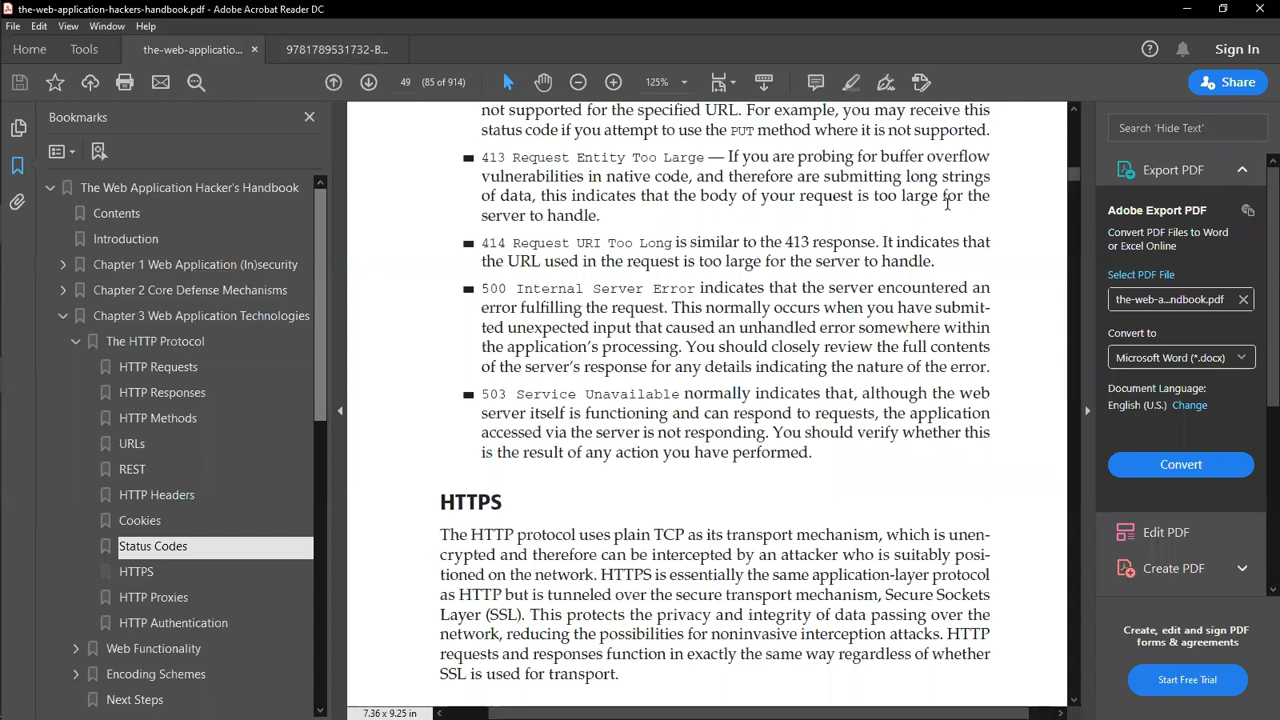 the-web-application-hackers-handbook.pdf - Adobe Acrobat Reader DC
File Edit View Window Help
Home Tools the-web-applicatio... 9781789531732-B... Sign In
49 (85 of 914) 125% Share
Bookmarks
The Web Application Hacker's Handbook
Contents
Introduction
Chapter 1 Web Application (In)security
Chapter 2 Core Defense Mechanisms
Chapter 3 Web Application Technologies
The HTTP Protocol
HTTP Requests
HTTP Responses
HTTP Methods
URLs
REST
HTTP Headers
Cookies
Status Codes
HTTPS
HTTP Proxies
HTTP Authentication
Web Functionality
Encoding Schemes
Next Steps
not supported for the specified URL. For example, you may receive this
status code if you attempt to use the PUT method where it is not supported.
413 Request Entity Too Large — If you are probing for buffer overflow
vulnerabilities in native code, and therefore are submitting long strings
of data, this indicates that the body of your request is too large for the
server to handle.
414 Request URI Too Long is similar to the 413 response. It indicates that
the URL used in the request is too large for the server to handle.
500 Internal Server Error indicates that the server encountered an
error fulfilling the request. This normally occurs when you have submit-
ted unexpected input that caused an unhandled error somewhere within
the application's processing. You should closely review the full contents
of the server's response for any details indicating the nature of the error.
503 Service Unavailable normally indicates that, although the web
server itself is functioning and can respond to requests, the application
accessed via the server is not responding. You should verify whether this
is the result of any action you have performed.
HTTPS
The HTTP protocol uses plain TCP as its transport mechanism, which is unen-
crypted and therefore can be intercepted by an attacker who is suitably posi-
tioned on the network. HTTPS is essentially the same application-layer protocol
as HTTP but is tunneled over the secure transport mechanism, Secure Sockets
Layer (SSL). This protects the privacy and integrity of data passing over the
network, reducing the possibilities for noninvasive interception attacks. HTTP
requests and responses function in exactly the same way regardless of whether
SSL is used for transport.
7.36 x 9.25 in
Search 'Hide Text'
Export PDF
Adobe Export PDF
Convert PDF Files to Word
or Excel Online
Select PDF File
the-web-a...ndbook.pdf
Convert to
Microsoft Word (*.docx)
Document Language:
English (U.S.) Change
Convert
Edit PDF
Create PDF
Create, edit and sign PDF
forms & agreements
Start Free Trial